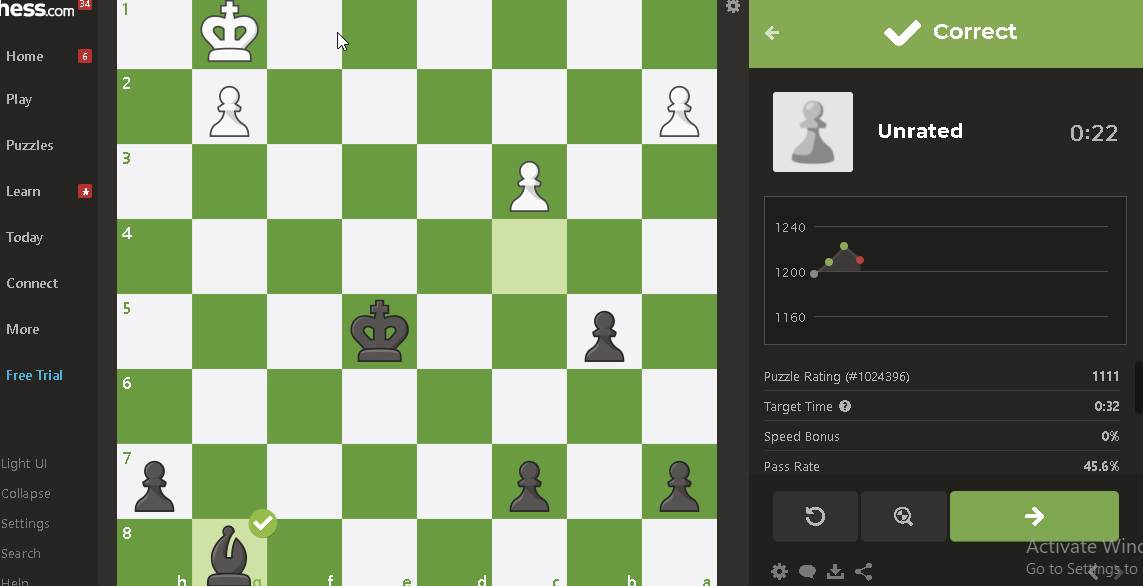 hess.com 34
Home 6
Play
Puzzles
Learn
Today
Connect
More
Free Trial
Light UI
Collapse
Settings
Search
Help
1
2
3
4
5
6
7
8
h g f e d c b a
Correct
Unrated 0:22
1240
1200
1160
Puzzle Rating (#1024396) 1111
Target Time ? 0:32
Speed Bonus 0%
Pass Rate 45.6%
Activate Wind
Go to Settings to